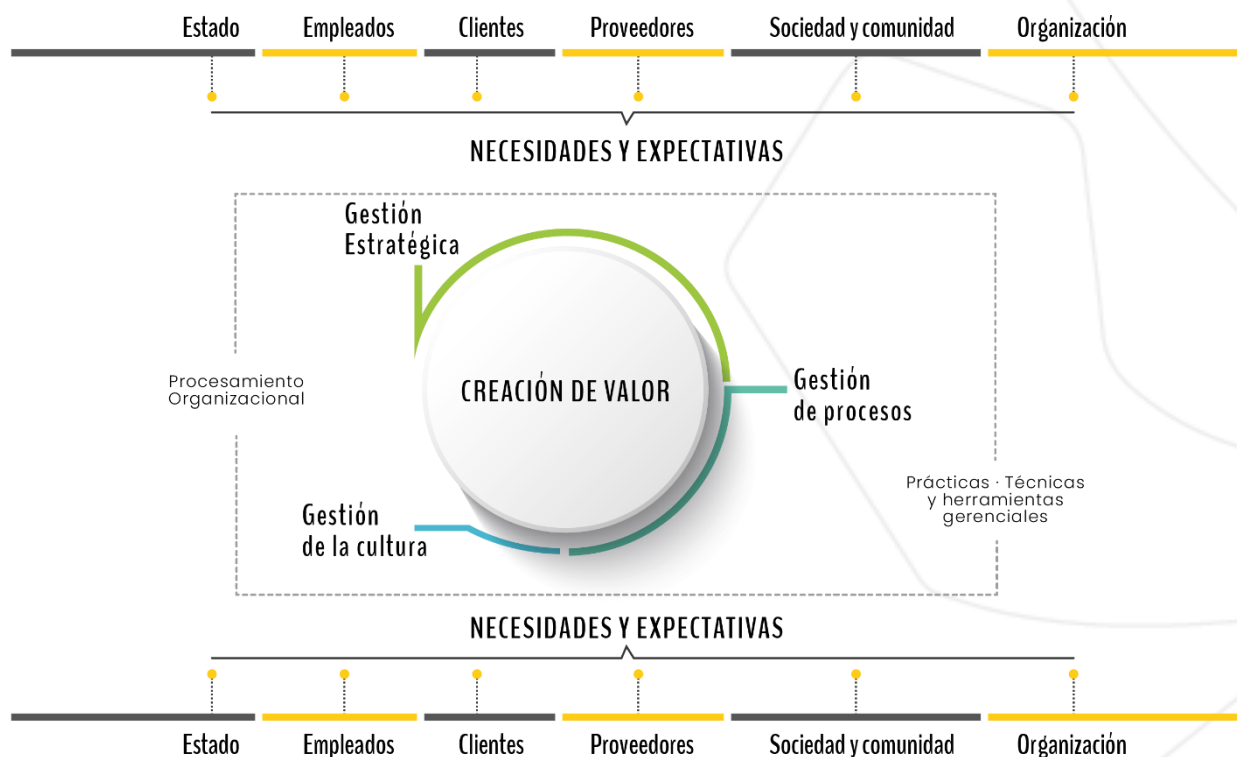 Estado Empleados Clientes Proveedores Sociedad y comunidad Organización
NECESIDADES Y EXPECTATIVAS
Gestión
Estratégica
Procesamiento
Organizacional
CREACIÓN DE VALOR
Gestión
de procesos
Prácticas · Técnicas
y herramientas
gerenciales
Gestión
de la cultura
NECESIDADES Y EXPECTATIVAS
Estado Empleados Clientes Proveedores Sociedad y comunidad Organización